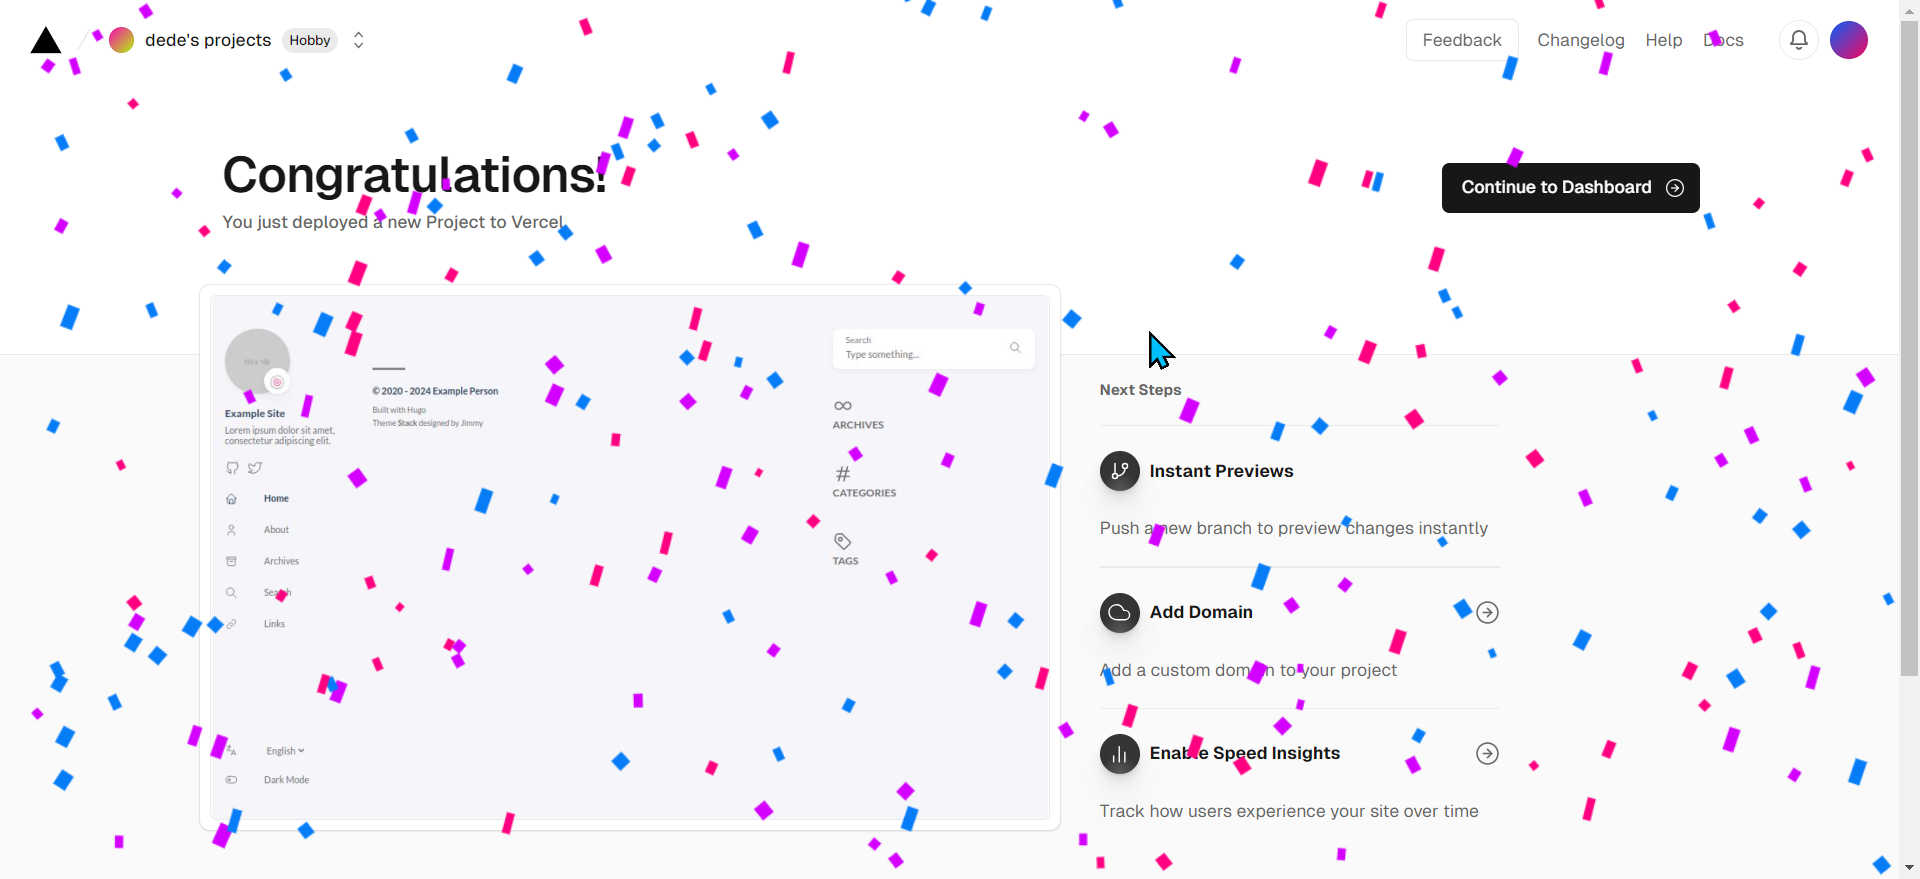 dede's projects Hobby
Feedback Changelog Help Docs
Congratulations!
You just deployed a new Project to Vercel.
Continue to Dashboard
Example Site
Lorem ipsum dolor sit amet,
consectetur adipiscing elit.
Home
About
Archives
Search
Links
English
Dark Mode
© 2020 - 2024 Example Person
Built with Hugo
Theme Stack designed by Jimmy
Search
Type something...
ARCHIVES
CATEGORIES
TAGS
Next Steps
Instant Previews
Push a new branch to preview changes instantly
Add Domain
Add a custom domain to your project
Enable Speed Insights
Track how users experience your site over time